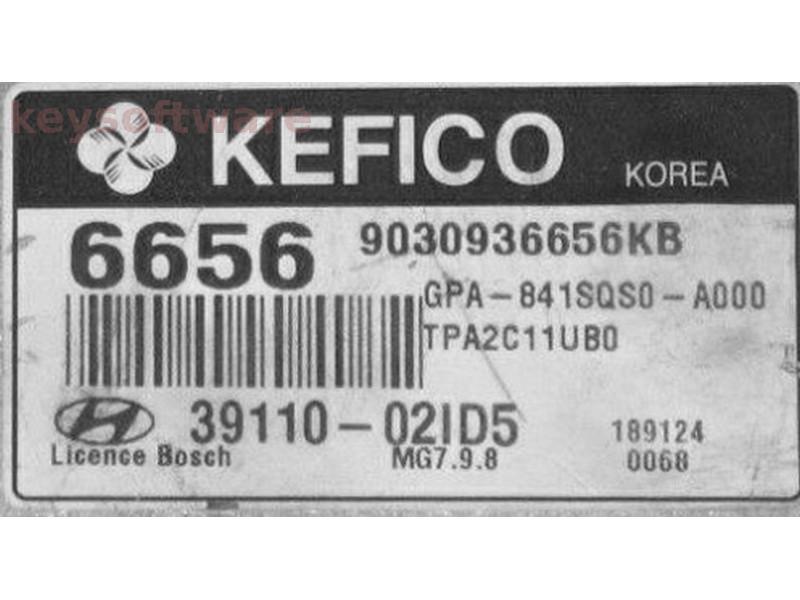 keysoftware
KEFICO KOREA
6656 9030936656KB
GPA-841SQS0-A000
TPA2C11UB0
39110-02ID5 189124
Licence Bosch MG7.9.8 0068